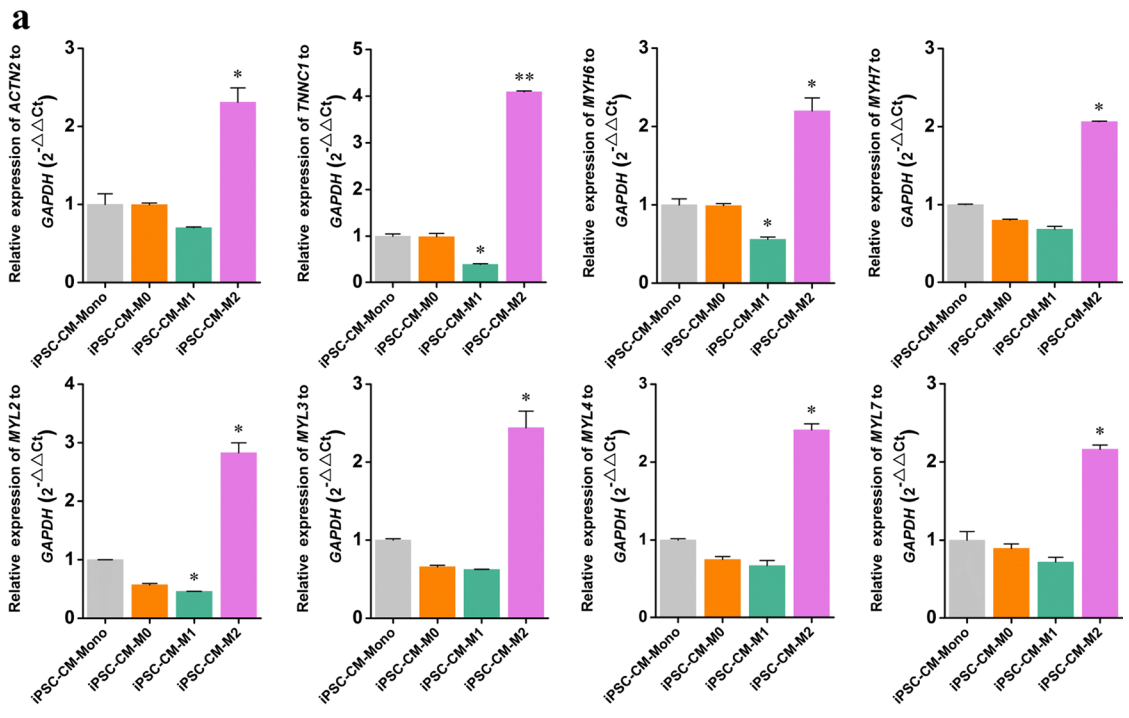 a
Relative expression of ACTN2 to
GAPDH (2^-△△Ct)
3
2
1
0
*
iPSC-CM-Mono
iPSC-CM-M0
iPSC-CM-M1
iPSC-CM-M2
Relative expression of TNNC1 to
GAPDH (2^-△△Ct)
5
4
3
2
1
0
*
**
iPSC-CM-Mono
iPSC-CM-M0
iPSC-CM-M1
iPSC-CM-M2
Relative expression of MYH6 to
GAPDH (2^-△△Ct)
3
2
1
0
*
*
iPSC-CM-Mono
iPSC-CM-M0
iPSC-CM-M1
iPSC-CM-M2
Relative expression of MYH7 to
GAPDH (2^-△△Ct)
3
2
1
0
*
iPSC-CM-Mono
iPSC-CM-M0
iPSC-CM-M1
iPSC-CM-M2
Relative expression of MYL2 to
GAPDH (2^-△△Ct)
4
3
2
1
0
*
*
iPSC-CM-Mono
iPSC-CM-M0
iPSC-CM-M1
iPSC-CM-M2
Relative expression of MYL3 to
GAPDH (2^-△△Ct)
3
2
1
0
*
iPSC-CM-Mono
iPSC-CM-M0
iPSC-CM-M1
iPSC-CM-M2
Relative expression of MYL4 to
GAPDH (2^-△△Ct)
3
2
1
0
*
iPSC-CM-Mono
iPSC-CM-M0
iPSC-CM-M1
iPSC-CM-M2
Relative expression of MYL7 to
GAPDH (2^-△△Ct)
3
2
1
0
*
iPSC-CM-Mono
iPSC-CM-M0
iPSC-CM-M1
iPSC-CM-M2